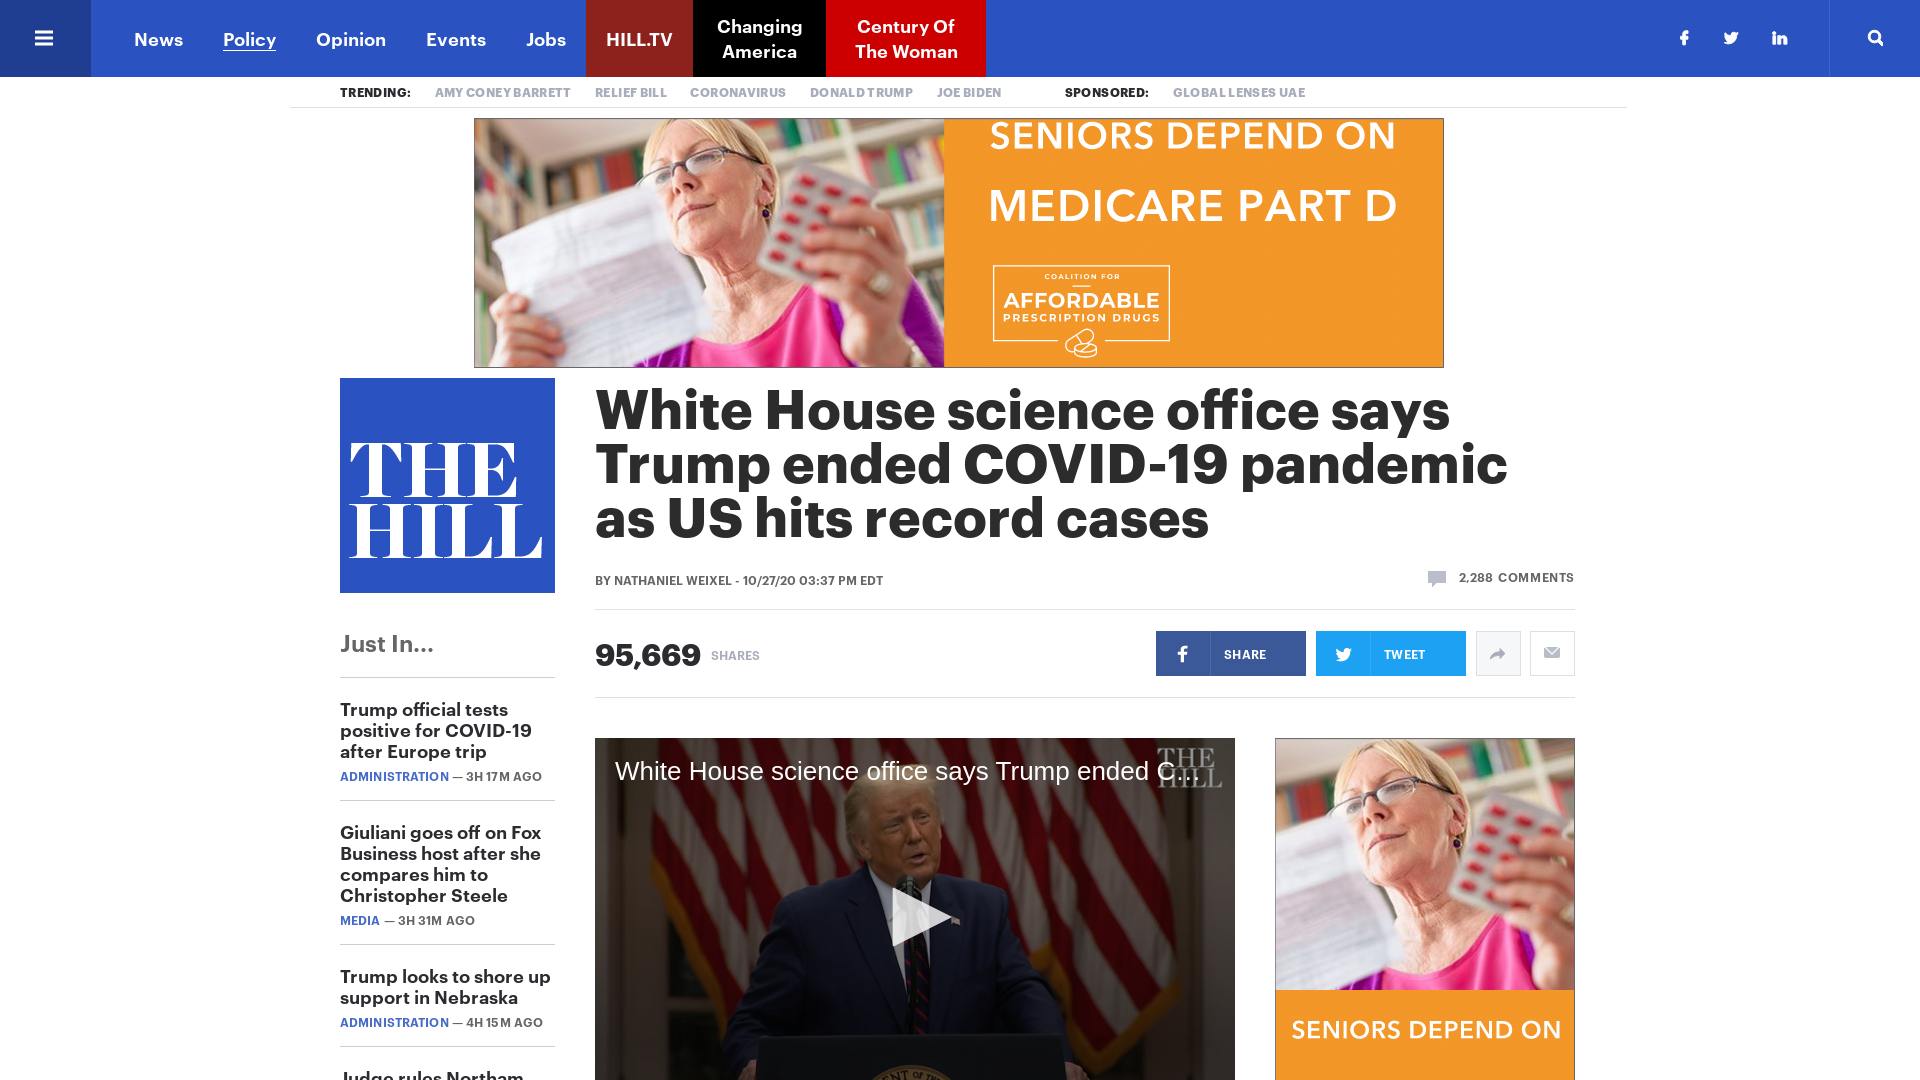 News
Policy
Opinion
Events
Jobs
HILL.TV
Changing
America
Century Of
The Woman
TRENDING:
AMY CONEY BARRETT
RELIEF BILL
CORONAVIRUS
DONALD TRUMP
JOE BIDEN
SPONSORED:
GLOBAL LENSES UAE
SENIORS DEPEND ON
MEDICARE PART D
COALITION FOR
AFFORDABLE
PRESCRIPTION DRUGS
THE
HILL
White House science office says
Trump ended COVID-19 pandemic
as US hits record cases
BY NATHANIEL WEIXEL - 10/27/20 03:37 PM EDT
2,288 COMMENTS
95,669 SHARES
SHARE
TWEET
Just In...
Trump official tests
positive for COVID-19
after Europe trip
ADMINISTRATION — 3H 17M AGO
Giuliani goes off on Fox
Business host after she
compares him to
Christopher Steele
MEDIA — 3H 31M AGO
Trump looks to shore up
support in Nebraska
ADMINISTRATION — 4H 15M AGO
Judge rules Northam
White House science office says Trump ended C...
THE
HILL
SENIORS DEPEND ON